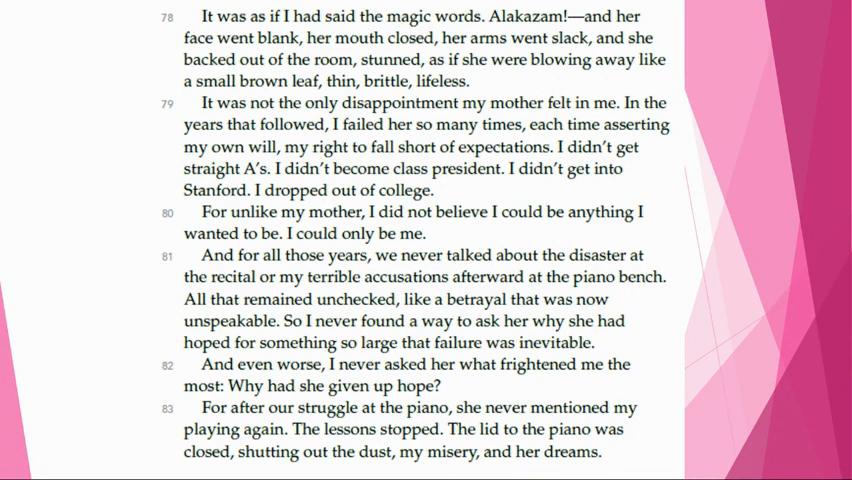 78 It was as if I had said the magic words. Alakazam!—and her
face went blank, her mouth closed, her arms went slack, and she
backed out of the room, stunned, as if she were blowing away like
a small brown leaf, thin, brittle, lifeless.
79 It was not the only disappointment my mother felt in me. In the
years that followed, I failed her so many times, each time asserting
my own will, my right to fall short of expectations. I didn’t get
straight A’s. I didn’t become class president. I didn’t get into
Stanford. I dropped out of college.
80 For unlike my mother, I did not believe I could be anything I
wanted to be. I could only be me.
81 And for all those years, we never talked about the disaster at
the recital or my terrible accusations afterward at the piano bench.
All that remained unchecked, like a betrayal that was now
unspeakable. So I never found a way to ask her why she had
hoped for something so large that failure was inevitable.
82 And even worse, I never asked her what frightened me the
most: Why had she given up hope?
83 For after our struggle at the piano, she never mentioned my
playing again. The lessons stopped. The lid to the piano was
closed, shutting out the dust, my misery, and her dreams.